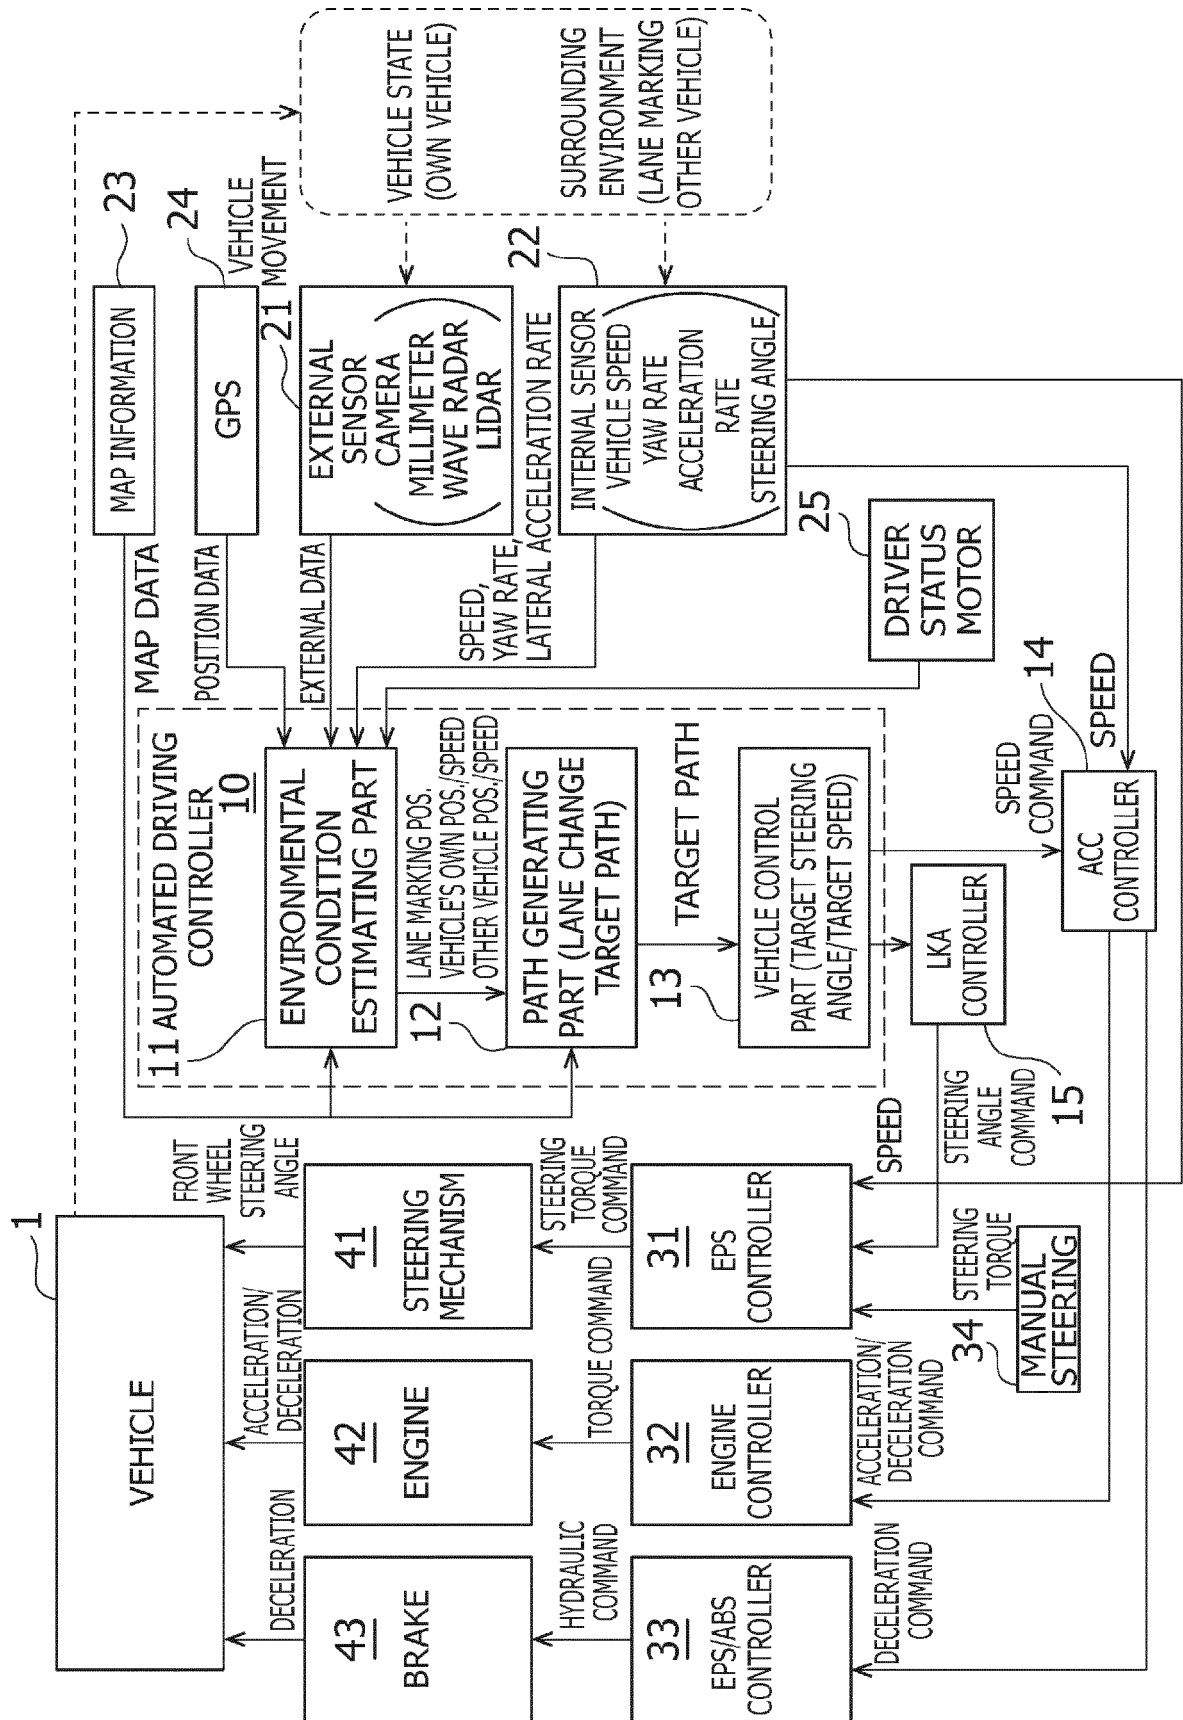 1
VEHICLE
DECELERATION
ACCELERATION/
DECELERATION
FRONT
WHEEL
STEERING
ANGLE
43
BRAKE
42
ENGINE
41
STEERING
MECHANISM
HYDRAULIC
COMMAND
TORQUE COMMAND
STEERING
TORQUE
COMMAND
33
EPS/ABS
CONTROLLER
32
ENGINE
CONTROLLER
31
EPS
CONTROLLER
DECELERATION
COMMAND
ACCELERATION/
DECELERATION
COMMAND
34
MANUAL
STEERING
STEERING
TORQUE
SPEED
STEERING
ANGLE
COMMAND
15
11
AUTOMATED DRIVING
CONTROLLER
10
ENVIRONMENTAL
CONDITION
ESTIMATING PART
LANE MARKING POS.
VEHICLE'S OWN POS./SPEED
OTHER VEHICLE POS./SPEED
12
PATH GENERATING
PART (LANE CHANGE
TARGET PATH)
TARGET PATH
13
VEHICLE CONTROL
PART (TARGET STEERING
ANGLE/TARGET SPEED)
LKA
CONTROLLER
SPEED
COMMAND
14
ACC
CONTROLLER
SPEED
MAP DATA
POSITION DATA
EXTERNAL DATA
SPEED,
YAW RATE,
LATERAL ACCELERATION RATE
MAP INFORMATION
23
GPS
24
VEHICLE
MOVEMENT
21
EXTERNAL
SENSOR
CAMERA
MILLIMETER
WAVE RADAR
LIDAR
22
INTERNAL SENSOR
VEHICLE SPEED
YAW RATE
ACCELERATION
RATE
STEERING ANGLE
25
DRIVER
STATUS
MOTOR
VEHICLE STATE
(OWN VEHICLE)
SURROUNDING
ENVIRONMENT
(LANE MARKING
OTHER VEHICLE)